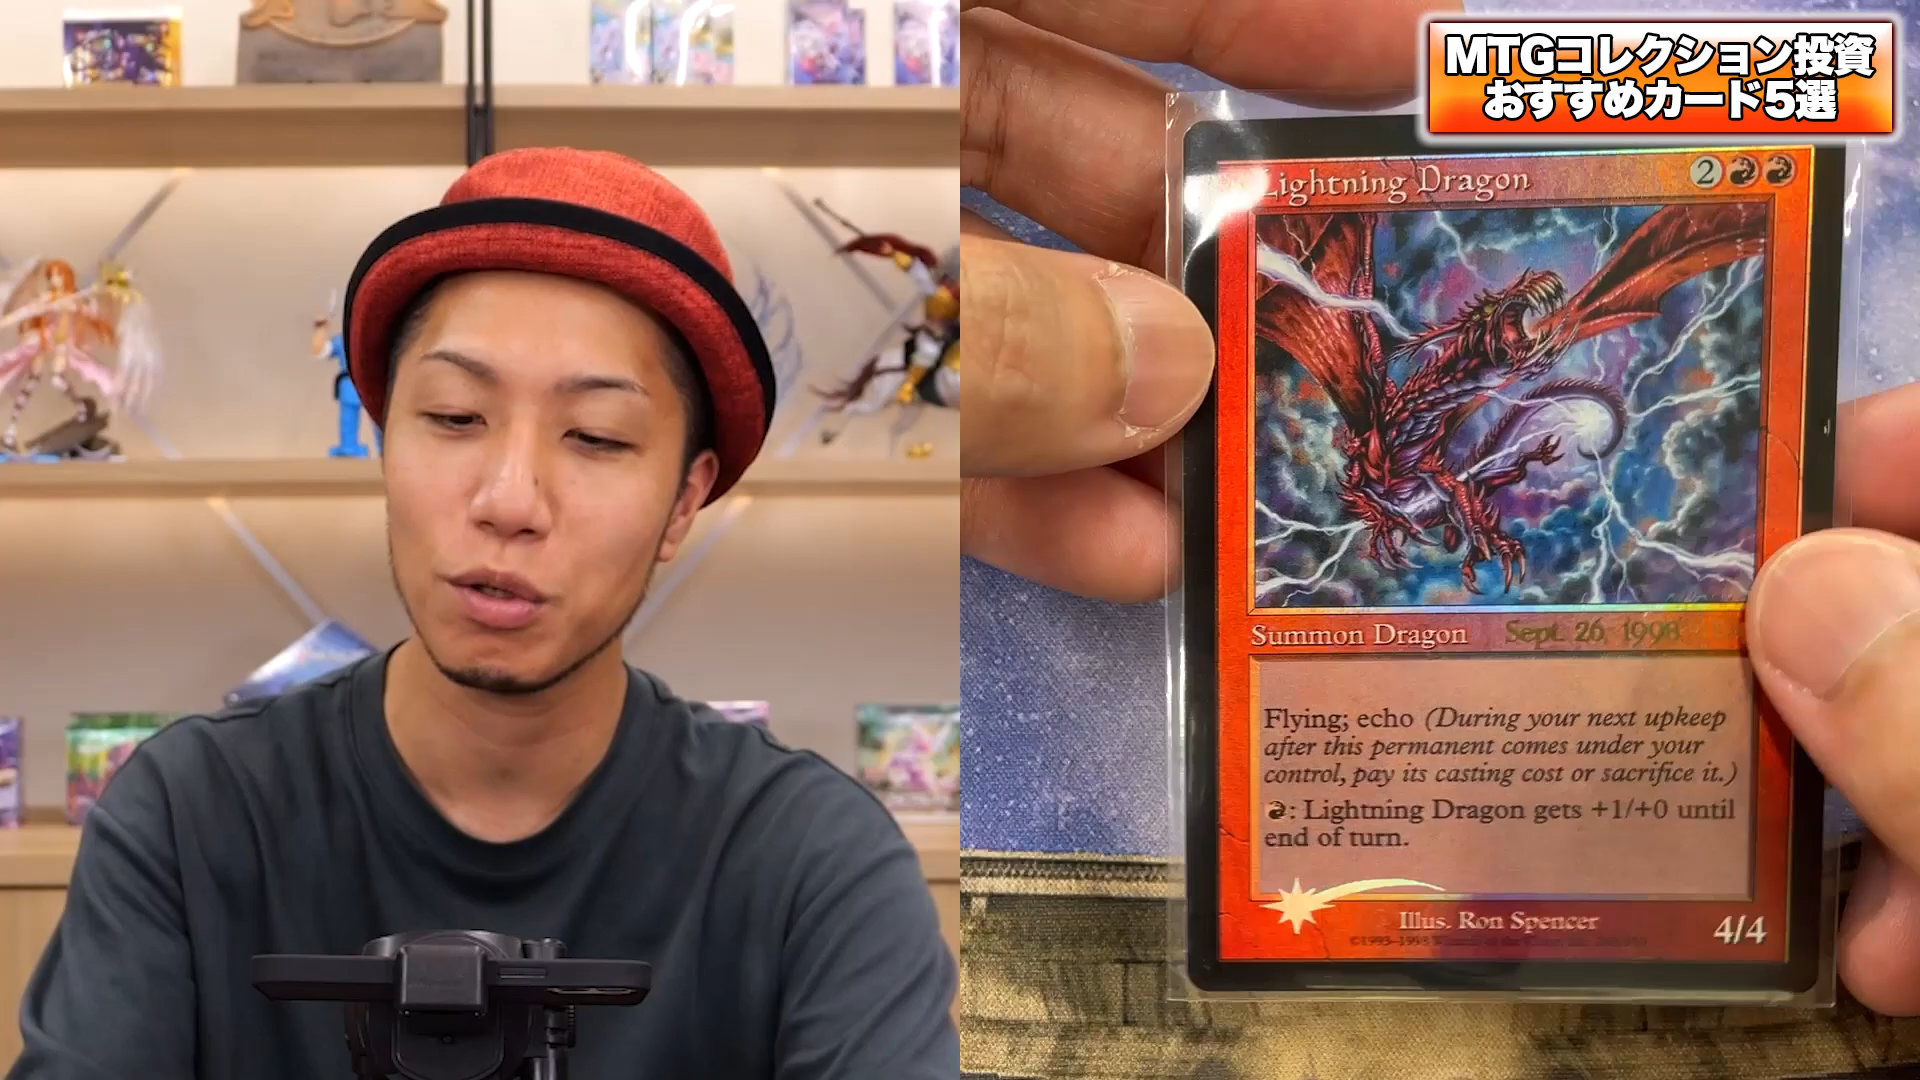 MTGコレクション投資
おすすめカード5選
Lightning Dragon
2
Summon Dragon Sept. 26, 1998
Flying; echo (During your next upkeep
after this permanent comes under your
control, pay its casting cost or sacrifice it.)
: Lightning Dragon gets +1/+0 until
end of turn.
Illus. Ron Spencer
4/4